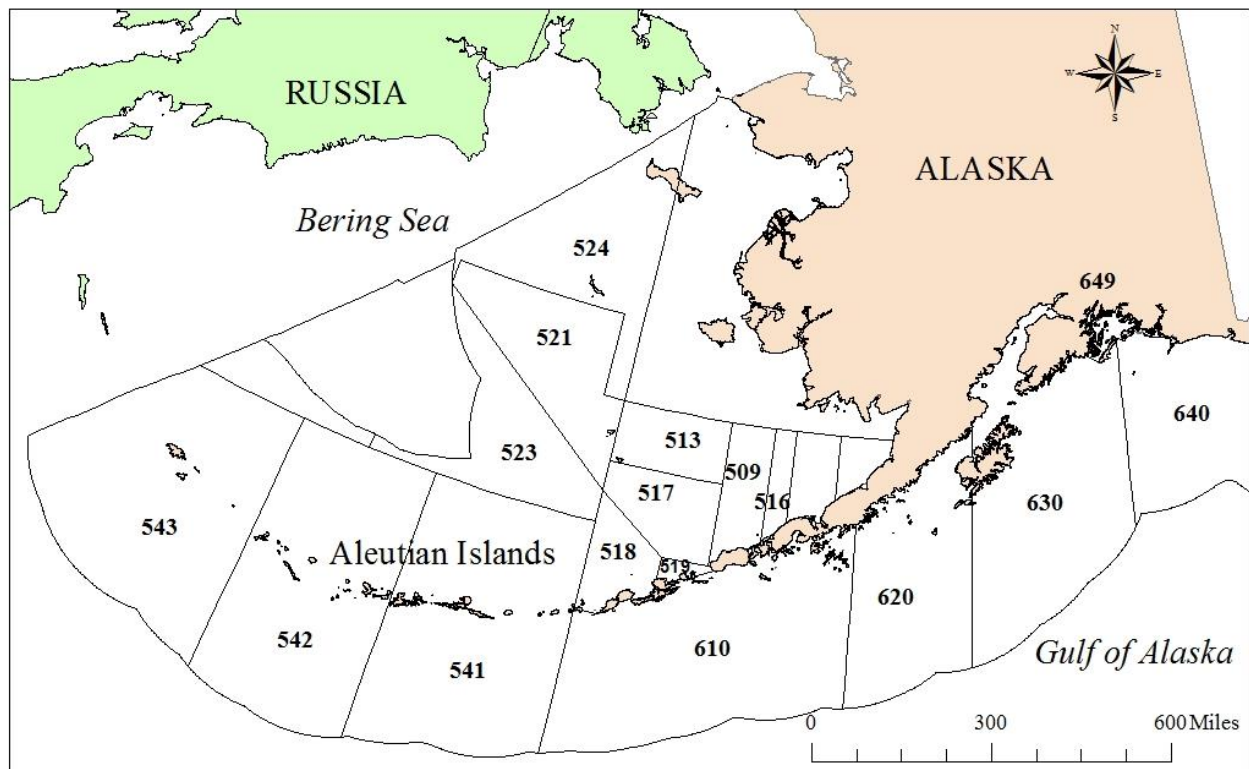 N
W E
S
RUSSIA
ALASKA
Bering Sea
524
649
521
640
513
523
509
517
516
630
543
518
Aleutian Islands
519
620
542
610
541
Gulf of Alaska
0 300 600 Miles